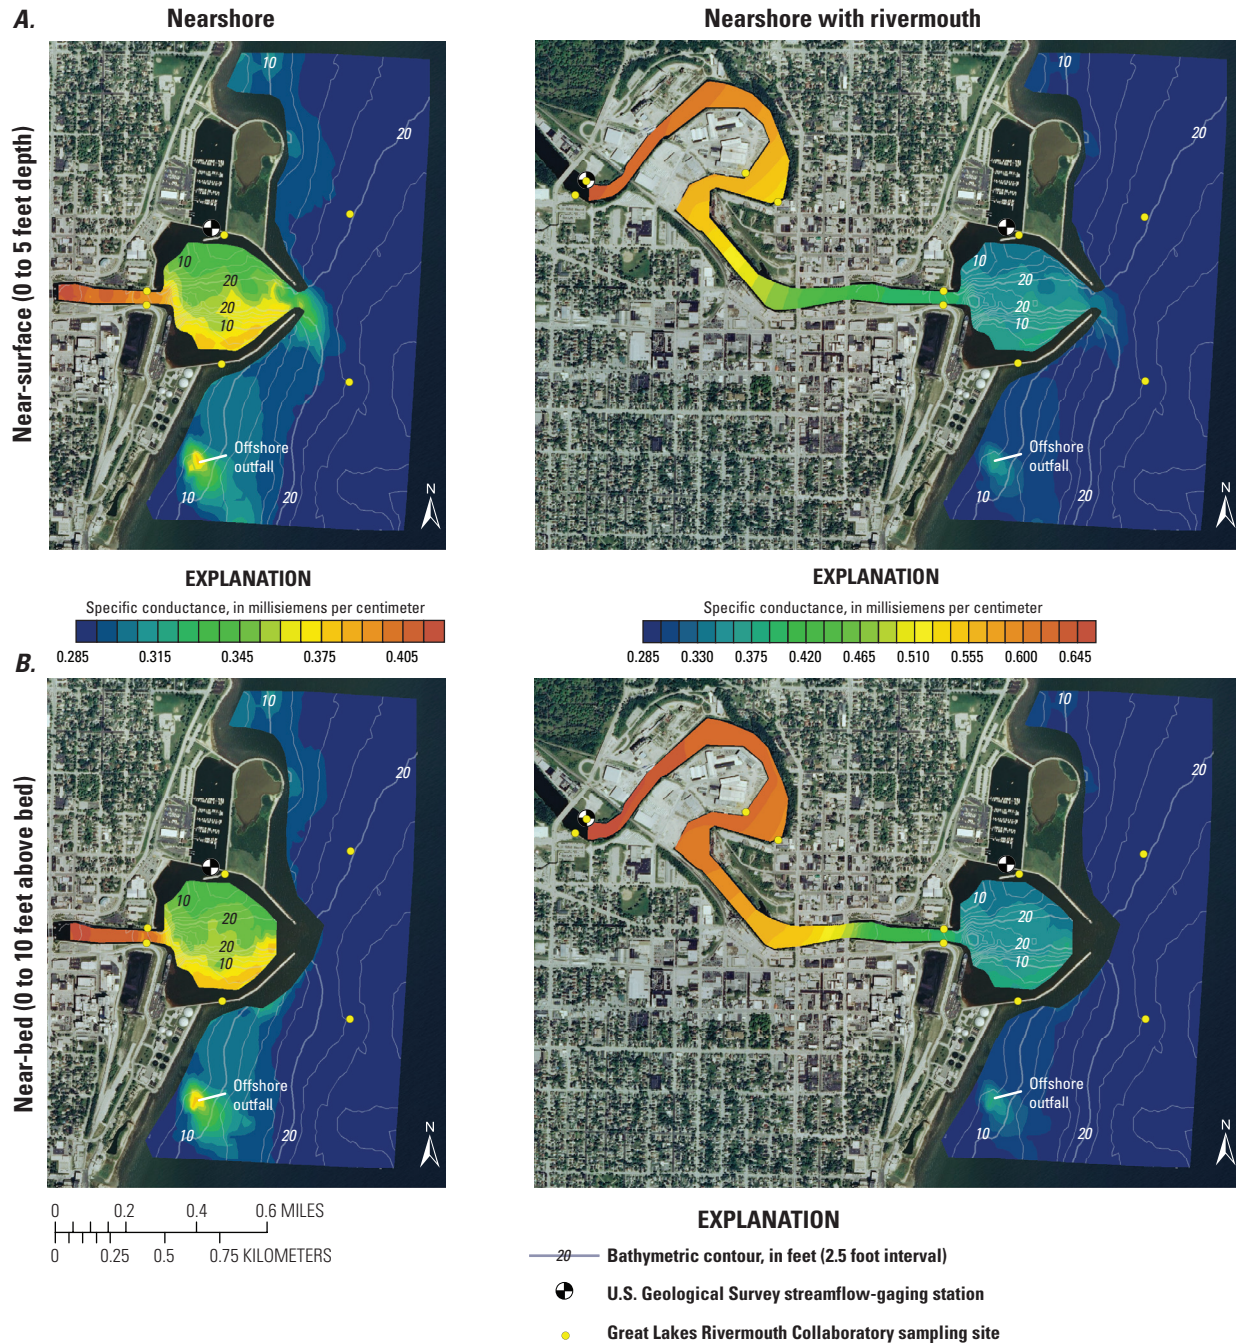 A.
Nearshore
Nearshore with rivermouth
Near-surface (0 to 5 feet depth)
10
20
10
20
20
10
Offshore
outfall
10
20
N
10
20
10
20
20
10
Offshore
outfall
10
20
N
EXPLANATION
Specific conductance, in millisiemens per centimeter
0.285 0.315 0.345 0.375 0.405
EXPLANATION
Specific conductance, in millisiemens per centimeter
0.285 0.330 0.375 0.420 0.465 0.510 0.555 0.600 0.645
B.
Near-bed (0 to 10 feet above bed)
10
20
10
20
20
10
Offshore
outfall
10
20
N
10
20
10
20
20
10
Offshore
outfall
10
20
N
0 0.2 0.4 0.6 MILES
0 0.25 0.5 0.75 KILOMETERS
EXPLANATION
20 Bathymetric contour, in feet (2.5 foot interval)
U.S. Geological Survey streamflow-gaging station
Great Lakes Rivermouth Collaboratory sampling site